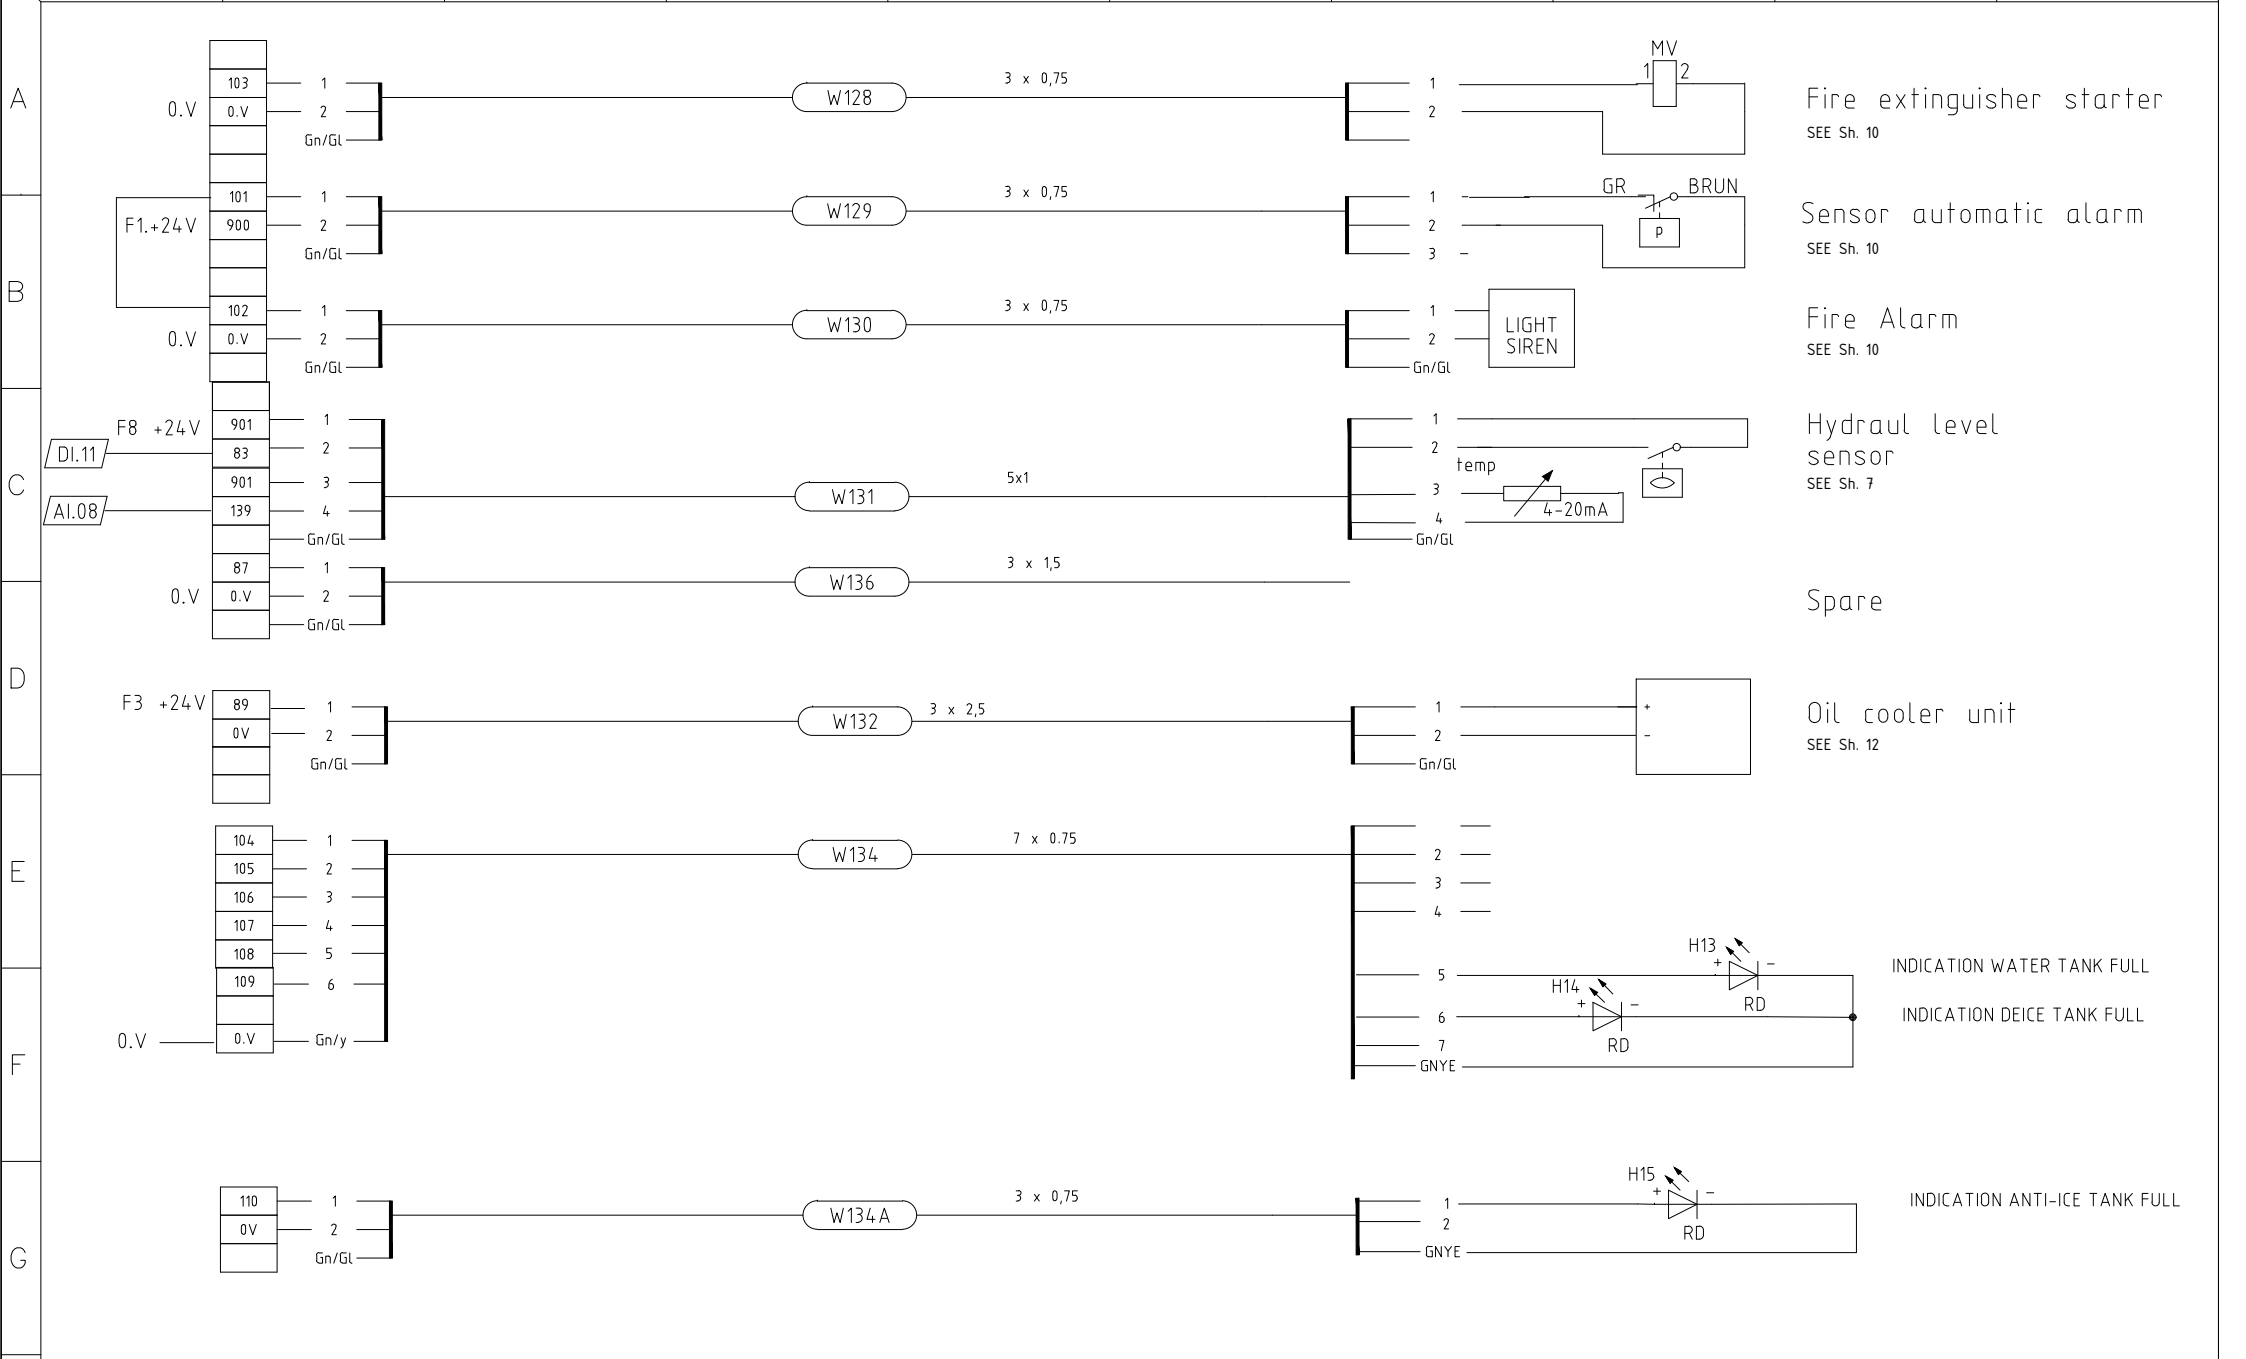 A
0.V
103
0.V
1
2
Gn/Gl
W128
3 x 0,75
1
2
MV
1 2
Fire extinguisher starter
SEE Sh. 10
F1.+24V
101
900
1
2
Gn/Gl
W129
3 x 0,75
1
2
3
GR BRUN
p
Sensor automatic alarm
SEE Sh. 10
B
0.V
102
0.V
1
2
Gn/Gl
W130
3 x 0,75
1
2
Gn/Gl
LIGHT
SIREN
Fire Alarm
SEE Sh. 10
C
F8 +24V
DI.11
AI.08
901
83
901
139
1
2
3
4
Gn/Gl
W131
5x1
1
2
temp
3
4-20mA
4
Gn/Gl
Hydraul level
sensor
SEE Sh. 7
0.V
87
0.V
1
2
Gn/Gl
W136
3 x 1,5
Spare
D
F3 +24V
89
0V
1
2
Gn/Gl
W132
3 x 2,5
1
2
Gn/Gl
+
-
Oil cooler unit
SEE Sh. 12
E
104
105
106
107
108
109
0.V
0.V
1
2
3
4
5
6
Gn/y
W134
7 x 0.75
2
3
4
5
6
7
GNYE
H13
+ -
RD
INDICATION WATER TANK FULL
H14
+ -
RD
INDICATION DEICE TANK FULL
F
G
110
0V
1
2
Gn/Gl
W134A
3 x 0,75
1
2
GNYE
H15
+ -
RD
INDICATION ANTI-ICE TANK FULL